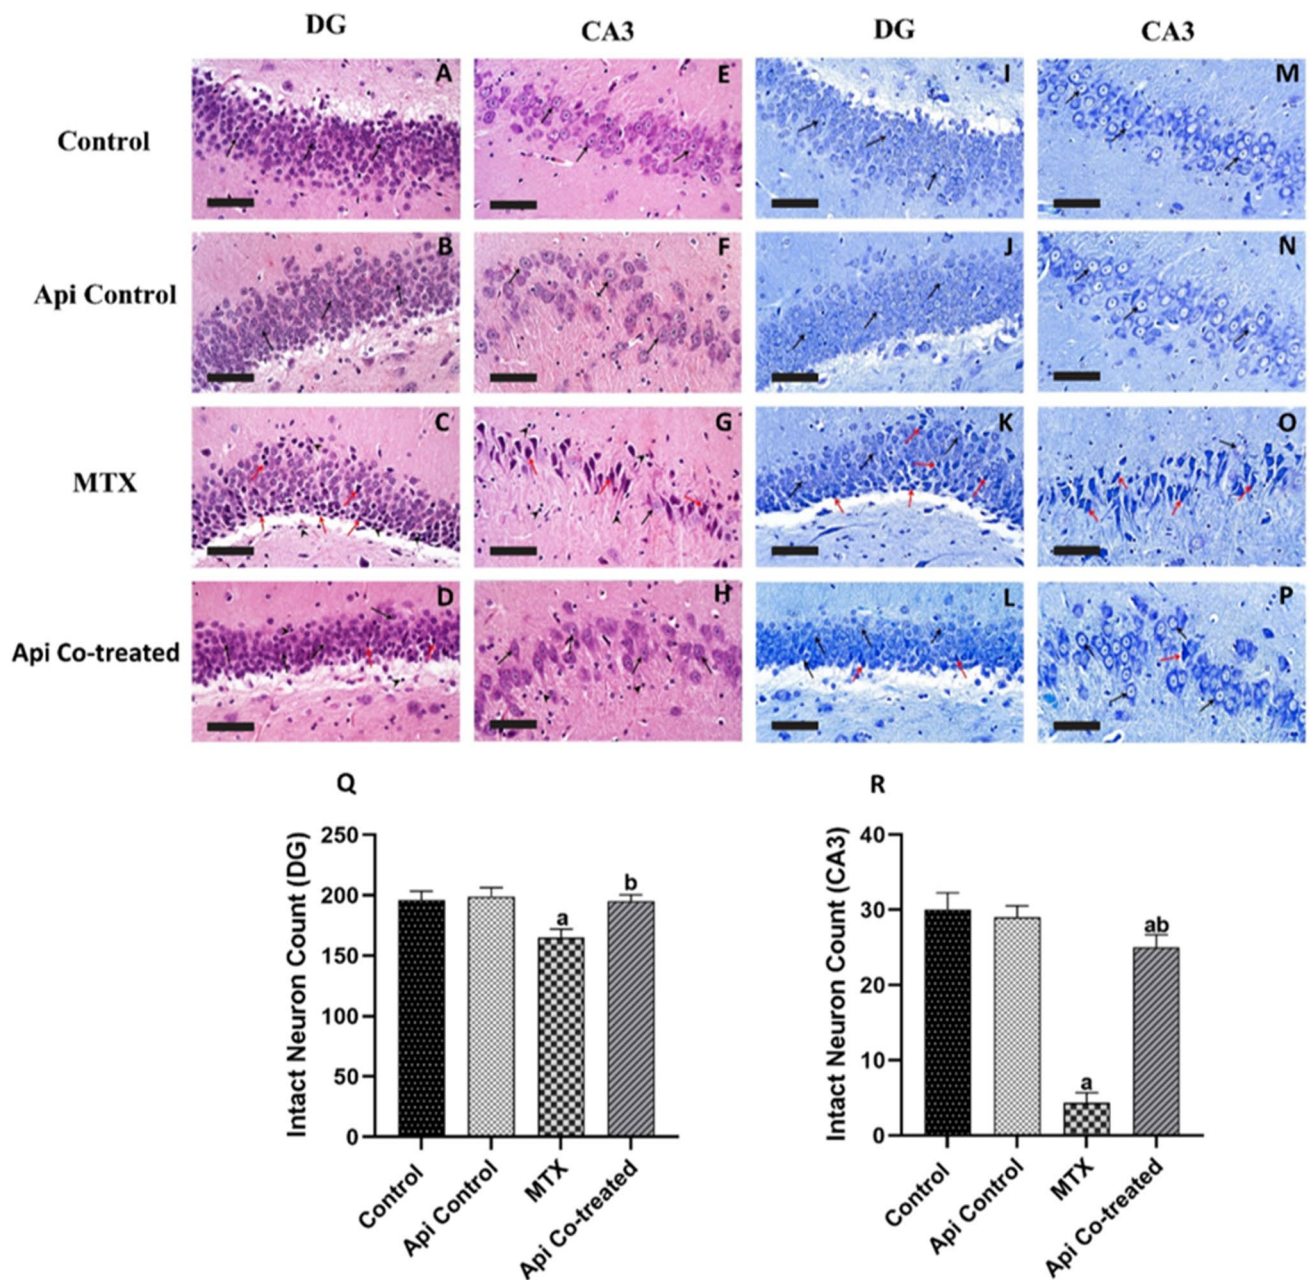 DG CA3 DG CA3
Control A E I M
Api Control B F J N
MTX C G K O
Api Co-treated D H L P
Q
Intact Neuron Count (DG)
250
200
150
100
50
0
a
b
Control
Api Control
MTX
Api Co-treated
R
Intact Neuron Count (CA3)
40
30
20
10
0
a
ab
Control
Api Control
MTX
Api Co-treated